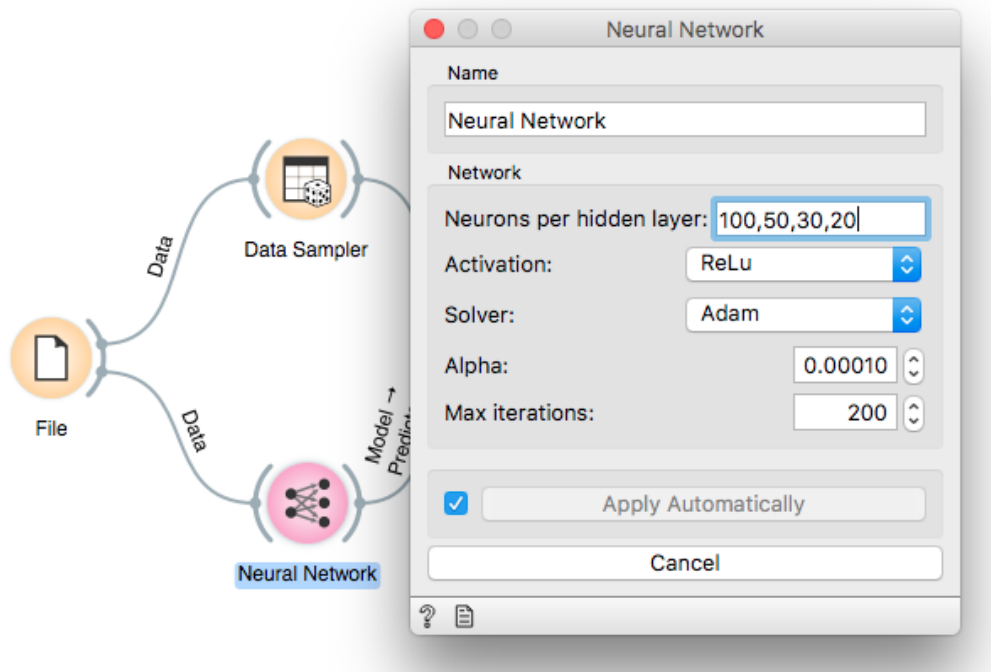 Neural Network
Name
Neural Network
Network
Neurons per hidden layer: 100,50,30,20
Activation: ReLu
Solver: Adam
Alpha: 0.00010
Max iterations: 200
Apply Automatically
Cancel
?
Data
Data Sampler
File
Data
Model →
Neural Network